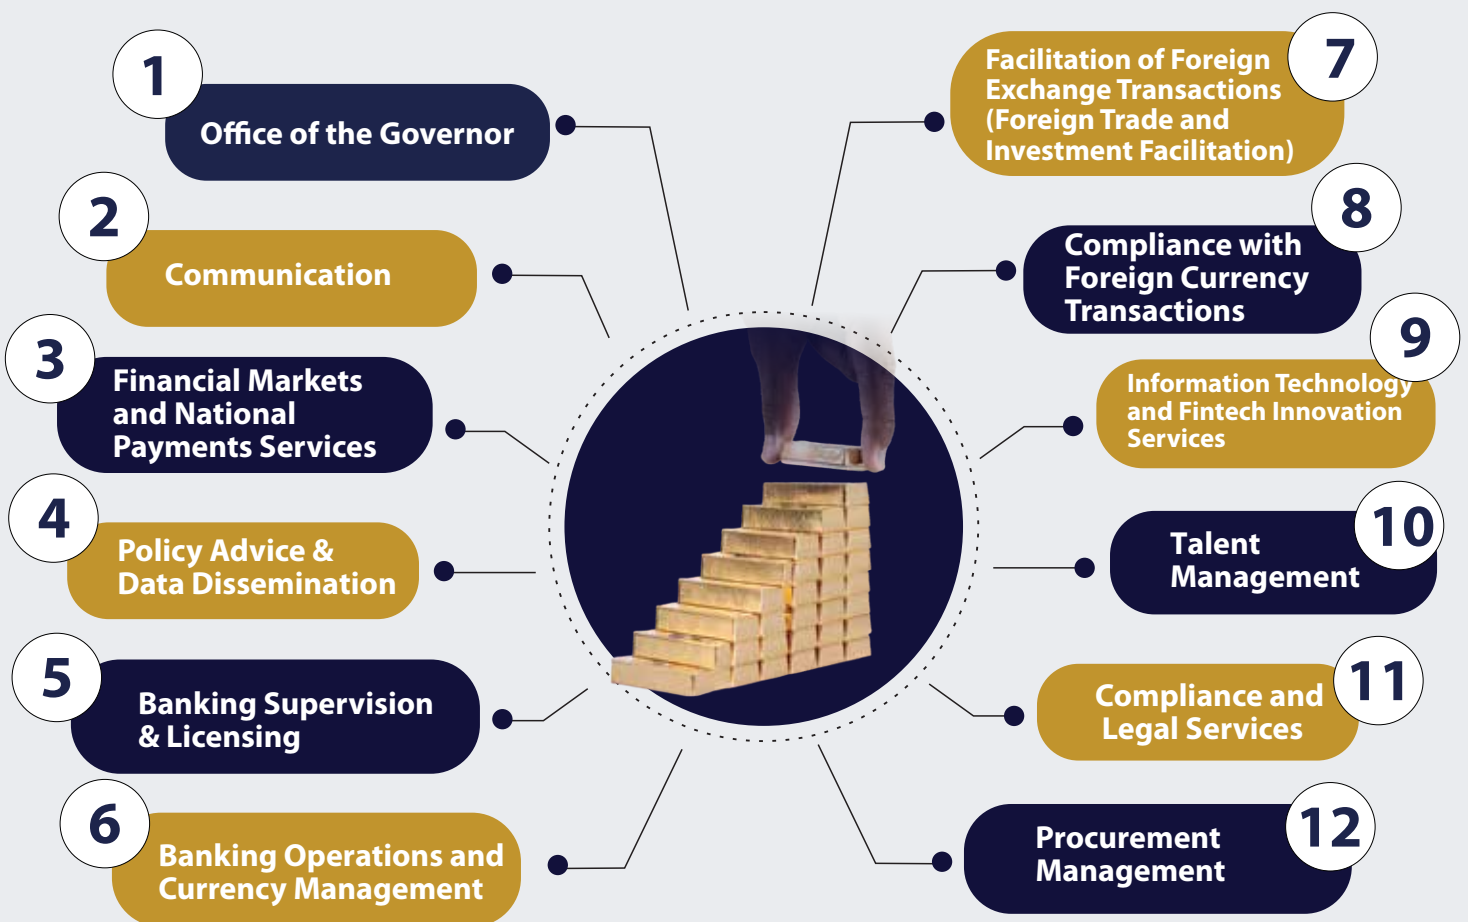 1
Office of the Governor
2
Communication
3
Financial Markets
and National
Payments Services
4
Policy Advice &
Data Dissemination
5
Banking Supervision
& Licensing
6
Banking Operations and
Currency Management
7
Facilitation of Foreign
Exchange Transactions
(Foreign Trade and
Investment Facilitation)
8
Compliance with
Foreign Currency
Transactions
9
Information Technology
and Fintech Innovation
Services
10
Talent
Management
11
Compliance and
Legal Services
12
Procurement
Management